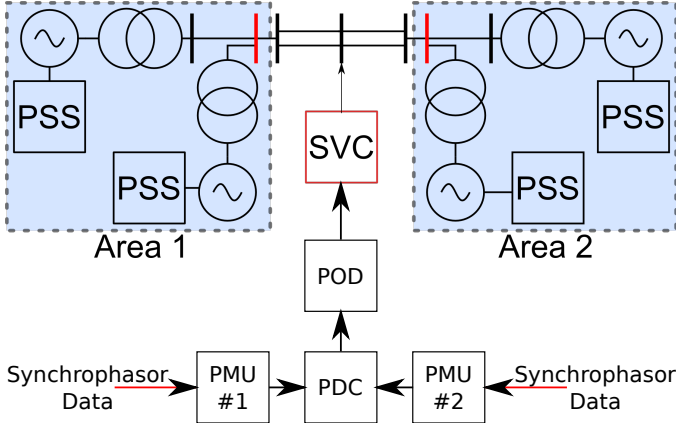 PSS
PSS
SVC
PSS
PSS
Area 1
Area 2
POD
Synchrophasor
Data
PMU
#1
PDC
PMU
#2
Synchrophasor
Data